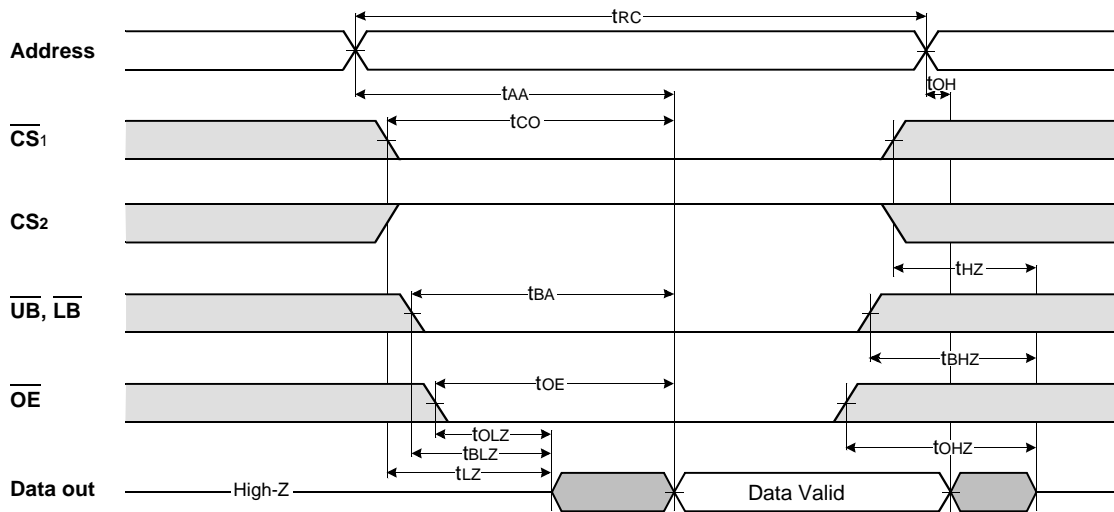 tRC
Address
tOH
tAA
tCO
CS1
CS2
tHZ
tBA
UB, LB
tBHZ
tOE
OE
tOLZ
tBLZ
tOHZ
tLZ
Data out
High-Z
Data Valid